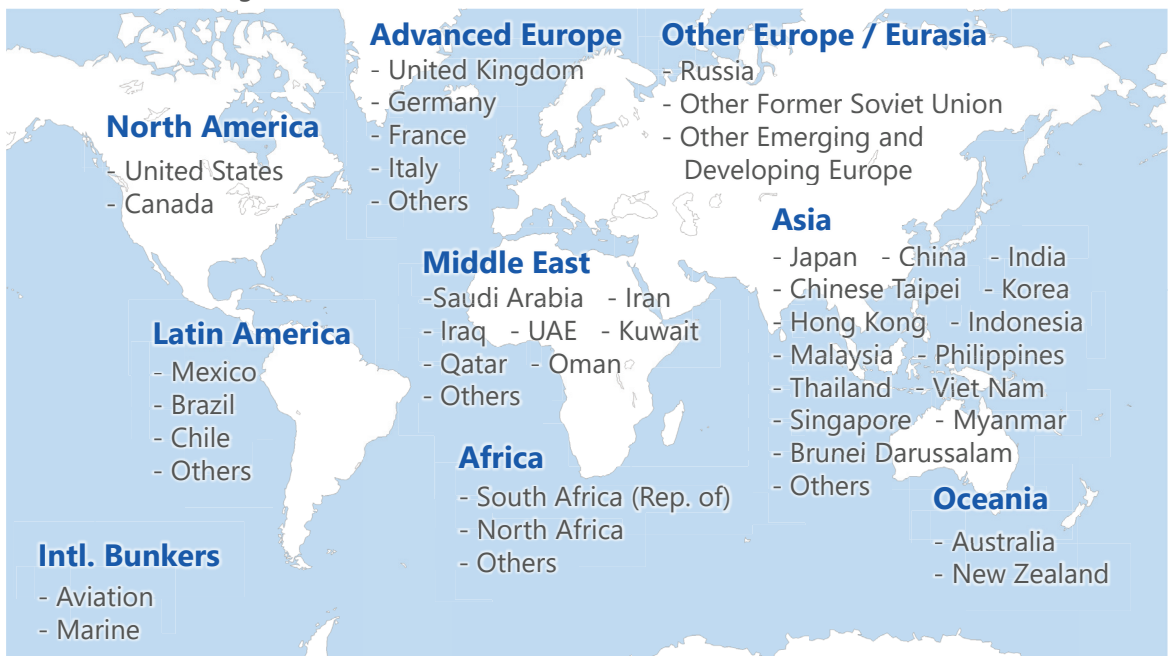 Advanced Europe
- United Kingdom
- Germany
- France
- Italy
- Others
Other Europe / Eurasia
- Russia
- Other Former Soviet Union
- Other Emerging and
Developing Europe
North America
- United States
- Canada
Asia
- Japan - China - India
- Chinese Taipei - Korea
- Hong Kong - Indonesia
- Malaysia - Philippines
- Thailand - Viet Nam
- Singapore - Myanmar
- Brunei Darussalam
- Others
Middle East
-Saudi Arabia - Iran
- Iraq - UAE - Kuwait
- Qatar - Oman
- Others
Latin America
- Mexico
- Brazil
- Chile
- Others
Africa
- South Africa (Rep. of)
- North Africa
- Others
Oceania
- Australia
- New Zealand
Intl. Bunkers
- Aviation
- Marine